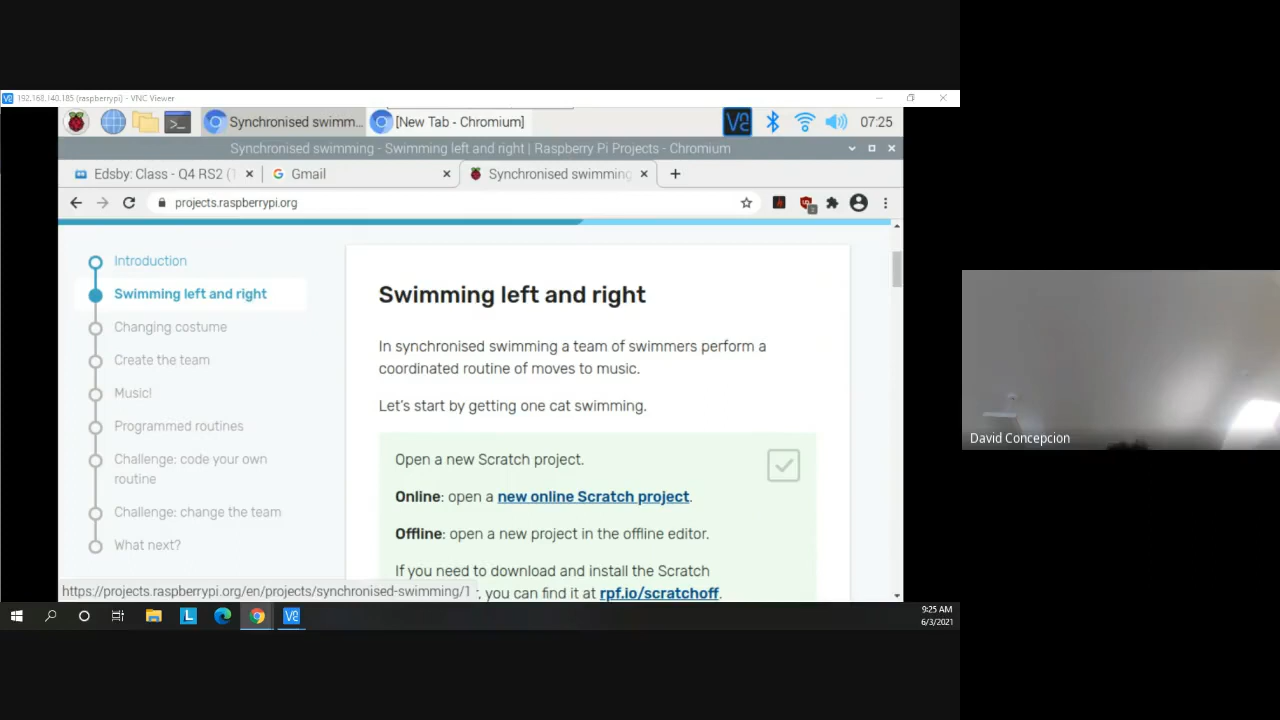 192.168.140.185 (raspberrypi) - VNC Viewer
Synchronised swimm...
[New Tab - Chromium]
07:25
Synchronised swimming - Swimming left and right | Raspberry Pi Projects - Chromium
Edsby: Class - Q4 RS2 (1
Gmail
Synchronised swimming
projects.raspberrypi.org
Introduction
Swimming left and right
Changing costume
Create the team
Music!
Programmed routines
Challenge: code your own
routine
Challenge: change the team
What next?
Swimming left and right
In synchronised swimming a team of swimmers perform a
coordinated routine of moves to music.
Let's start by getting one cat swimming.
Open a new Scratch project.
Online: open a new online Scratch project.
Offline: open a new project in the offline editor.
If you need to download and install the Scratch
, you can find it at rpf.io/scratchoff.
https://projects.raspberrypi.org/en/projects/synchronised-swimming/1
9:25 AM
6/3/2021
David Concepcion